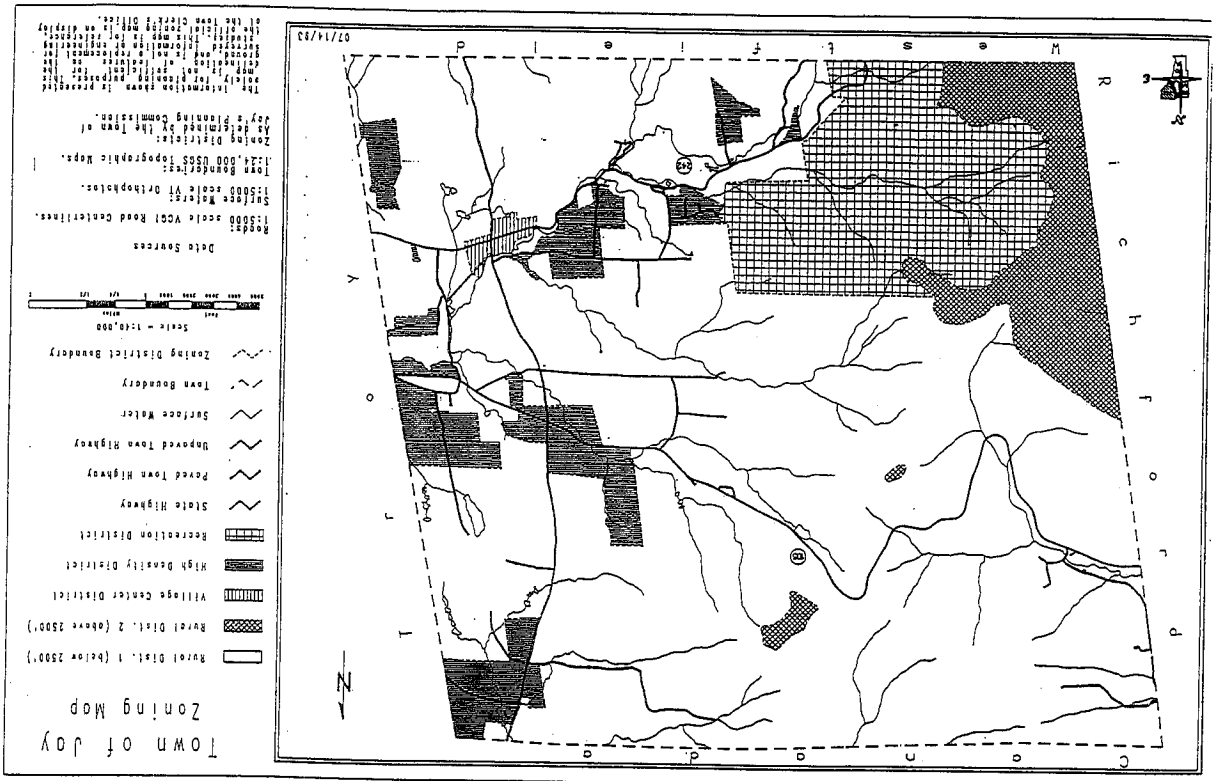 Town of Jay
Zoning Map
Rural Dist. 1 (below 2500')
Rural Dist. 2 (above 2500')
Village Center District
High Density District
Recreation District
State Highway
Paved Town Highway
Unpaved Town Highway
Surface Water
Town Boundary
Zoning District Boundary
Scale = 1:40,000
Feet
Miles
Data Sources
Roads:
1:5000 scale VCGI Road Centerlines.
Surface Waters:
1:5000 scale VT Orthophotos.
Town Bounderies:
1:24,000 USGS Topographic Maps.
Zoning Districts:
As determined by the Town of
Jay's Planning Commission.
The information shown is presented
solely for planning purposes. This
map is not sufficient for the
delineation of features on the
ground and is not a replacement for
surveyed information or engineering
studies. This map is for reference,
the official zoning map is on display
at the Town Clerk's Office.
Canada
Richford
Troy
Westfield
N
N
105
242
07/14/93